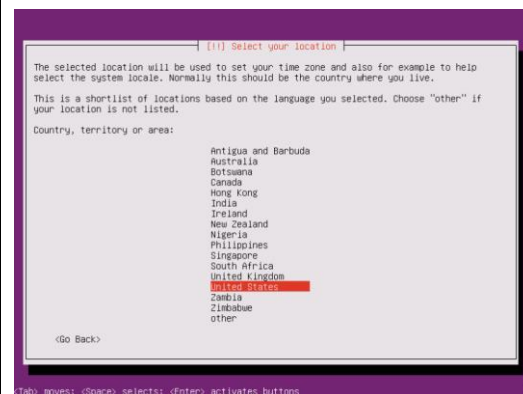 [!!] Select your location
The selected location will be used to set your time zone and also for example to help
select the system locale. Normally this should be the country where you live.
This is a shortlist of locations based on the language you selected. Choose "other" if
your location is not listed.
Country, territory or area:
Antigua and Barbuda
Australia
Botswana
Canada
Hong Kong
India
Ireland
New Zealand
Nigeria
Philippines
Singapore
South Africa
United Kingdom
United States
Zambia
Zimbabwe
other
<Go Back>
<Tab> moves; <Space> selects; <Enter> activates buttons